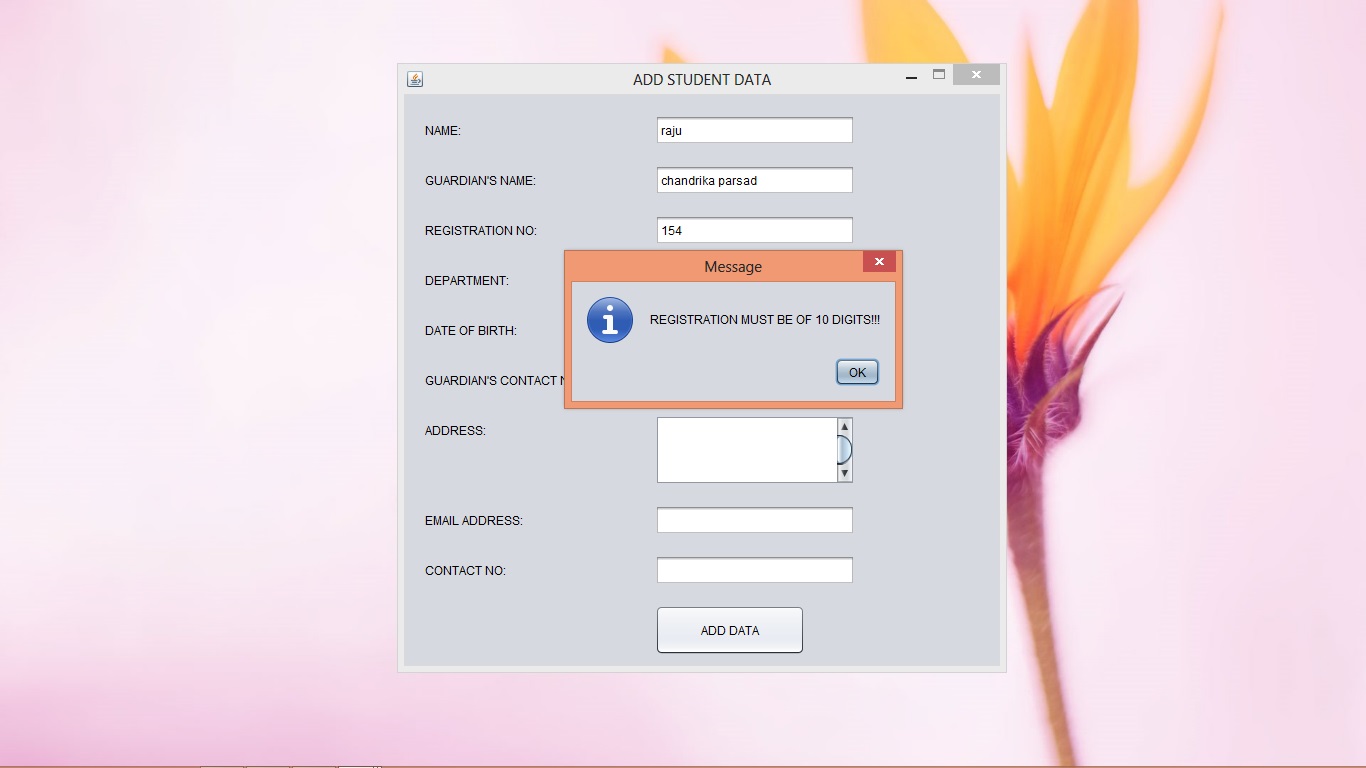 ADD STUDENT DATA
NAME: raju
GUARDIAN'S NAME: chandrika parsad
REGISTRATION NO: 154
Message
DEPARTMENT:
REGISTRATION MUST BE OF 10 DIGITS!!!
DATE OF BIRTH:
OK
GUARDIAN'S CONTACT
ADDRESS:
EMAIL ADDRESS:
CONTACT NO:
ADD DATA